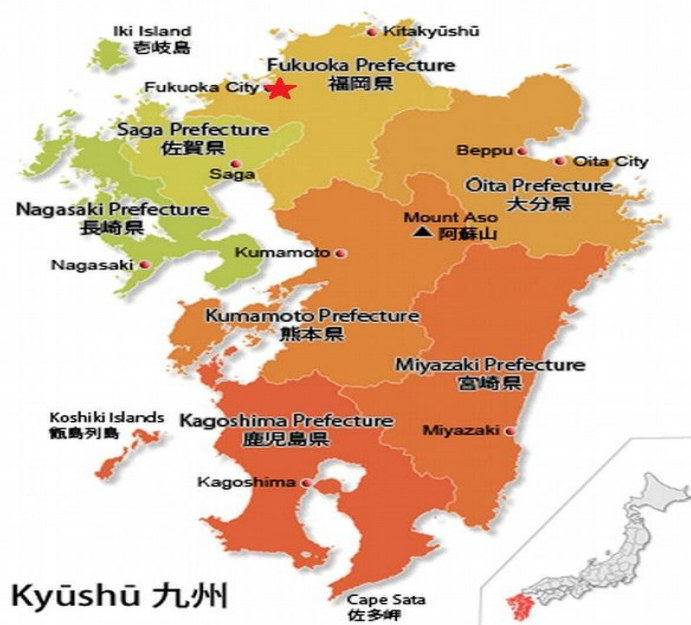 Iki Island
壱岐島
Kitakyūshū
Fukuoka Prefecture
福岡県
Fukuoka City
Saga Prefecture
佐賀県
Saga
Beppu
Oita City
Ōita Prefecture
大分県
Nagasaki Prefecture
長崎県
Mount Aso
阿蘇山
Kumamoto
Nagasaki
Kumamoto Prefecture
熊本県
Miyazaki Prefecture
宮崎県
Koshiki Islands
甑島列島
Kagoshima Prefecture
鹿児島県
Miyazaki
Kagoshima
Kyūshū 九州
Cape Sata
佐多岬